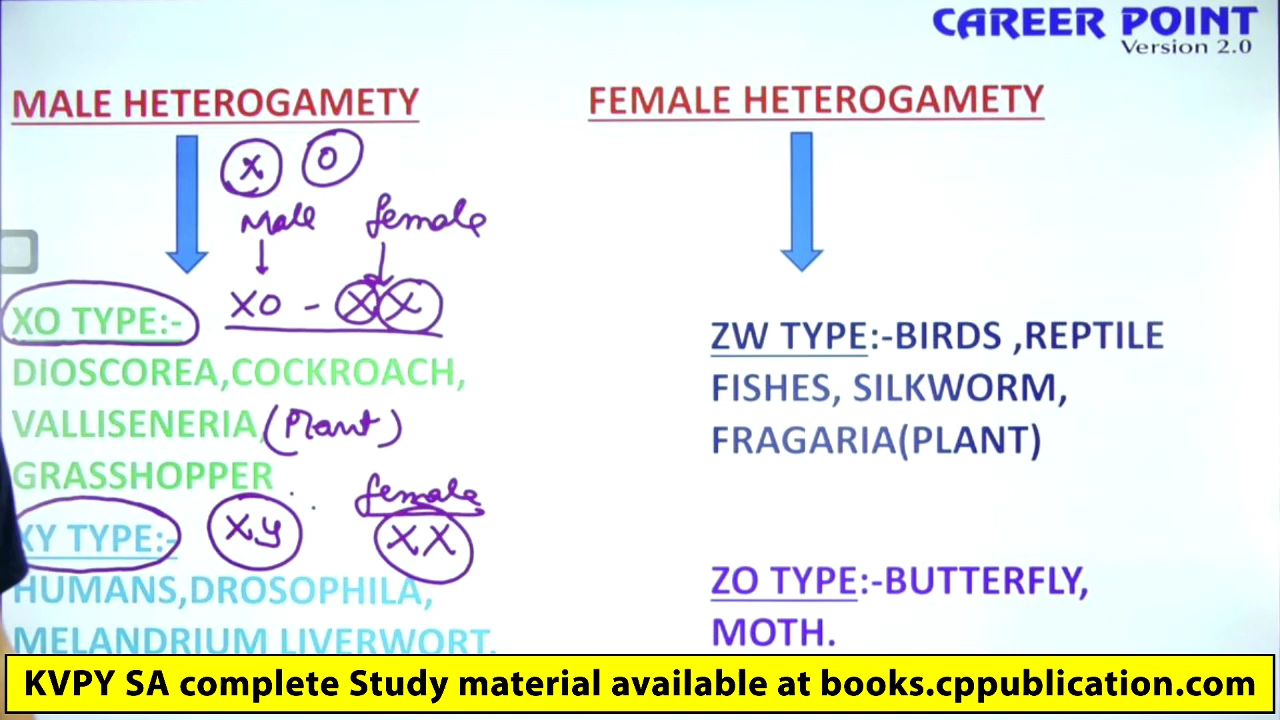 CAREER POINT
Version 2.0
MALE HETEROGAMETY
X O
Male female
XO TYPE:- XO - XX
DIOSCOREA,COCKROACH,
VALLISENERIA,(Plant)
GRASSHOPPER
female
XY TYPE:- XY XX
HUMANS,DROSOPHILA,
MELANDRIUM LIVERWORT.
FEMALE HETEROGAMETY
ZW TYPE:-BIRDS ,REPTILE
FISHES, SILKWORM,
FRAGARIA(PLANT)
ZO TYPE:-BUTTERFLY,
MOTH.
KVPY SA complete Study material available at books.cppublication.com